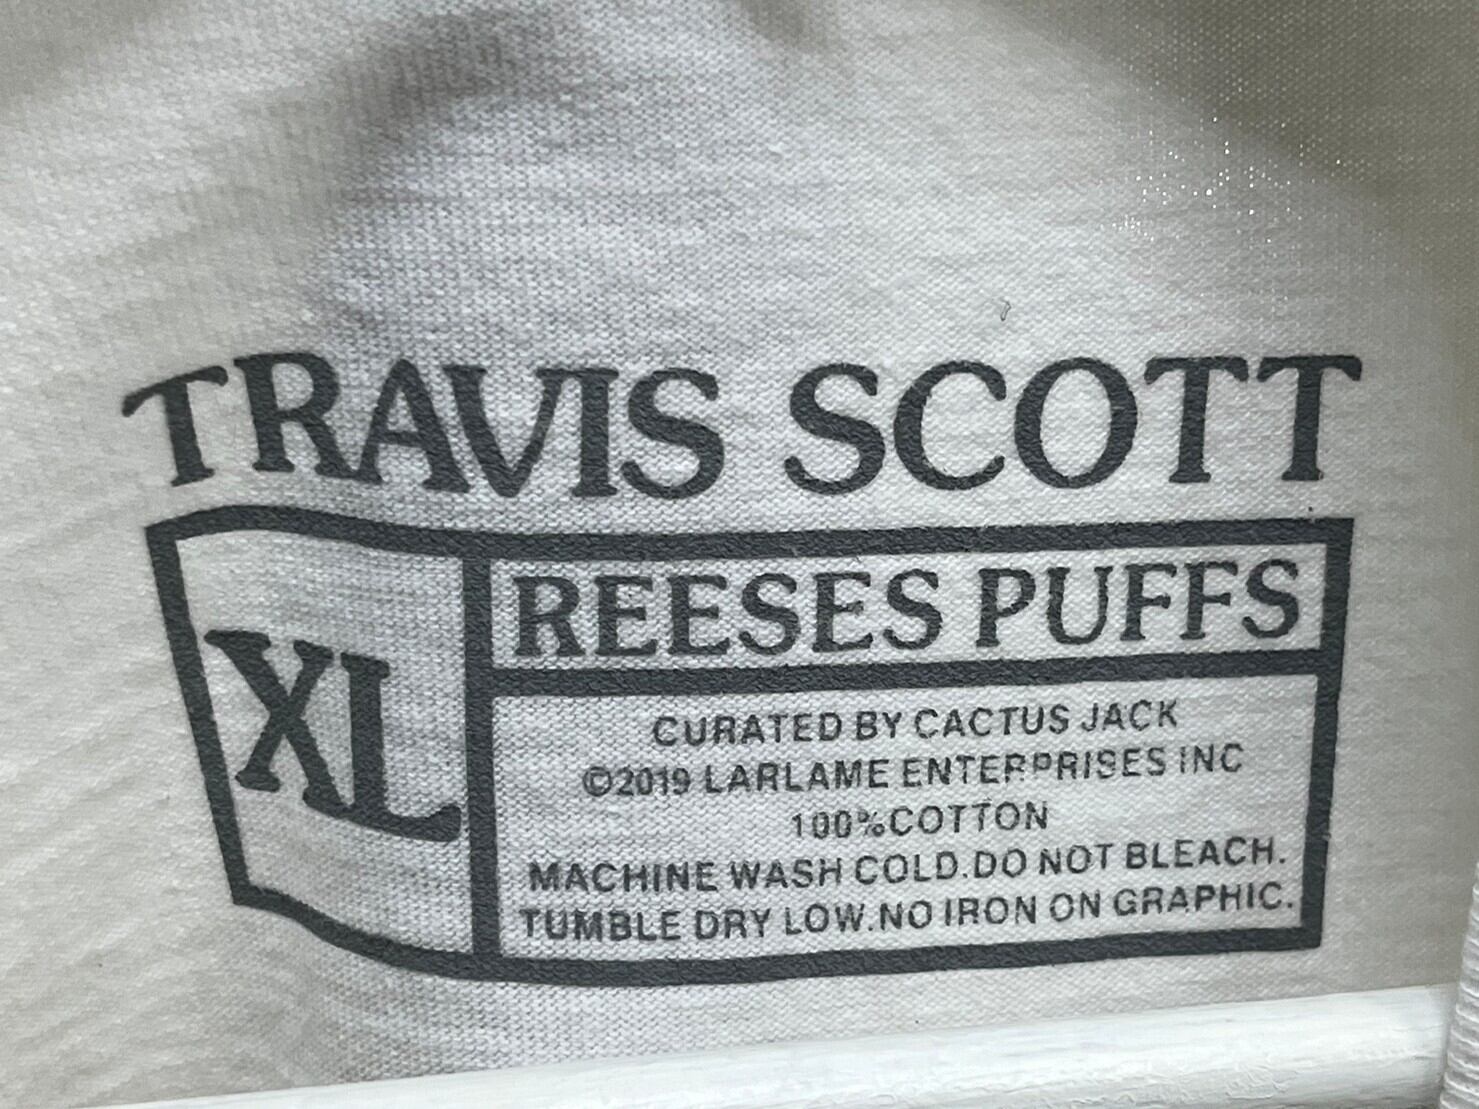 TRAVIS SCOTT
XL
REESES PUFFS
CURATED BY CACTUS JACK
©2019 LARLAME ENTERPRISES INC
100%COTTON
MACHINE WASH COLD.DO NOT BLEACH.
TUMBLE DRY LOW.NO IRON ON GRAPHIC.